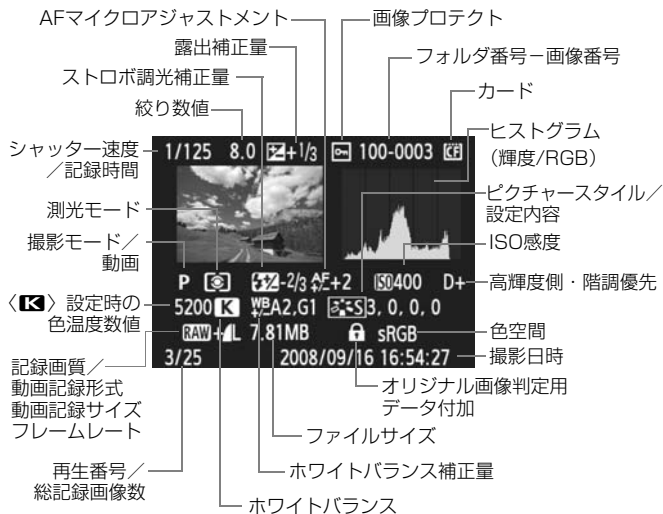 AFマイクロアジャストメント
画像プロテクト
露出補正量
フォルダ番号－画像番号
ストロボ調光補正量
カード
絞り数値
ヒストグラム
（輝度/RGB）
シャッター速度
／記録時間
1/125 8.0 +1/3 100-0003 CF
ピクチャースタイル／
設定内容
測光モード
ISO感度
撮影モード／
動画
P -2/3 AF+2 ISO400 D+
高輝度側・階調優先
〈K〉設定時の
色温度数値
5200 K WB A2,G1 S 3, 0, 0, 0
RAW+L 7.81MB sRGB
色空間
3/25 2008/09/16 16:54:27
撮影日時
記録画質／
動画記録形式
動画記録サイズ
フレームレート
オリジナル画像判定用
データ付加
ファイルサイズ
再生番号／
総記録画像数
ホワイトバランス補正量
ホワイトバランス